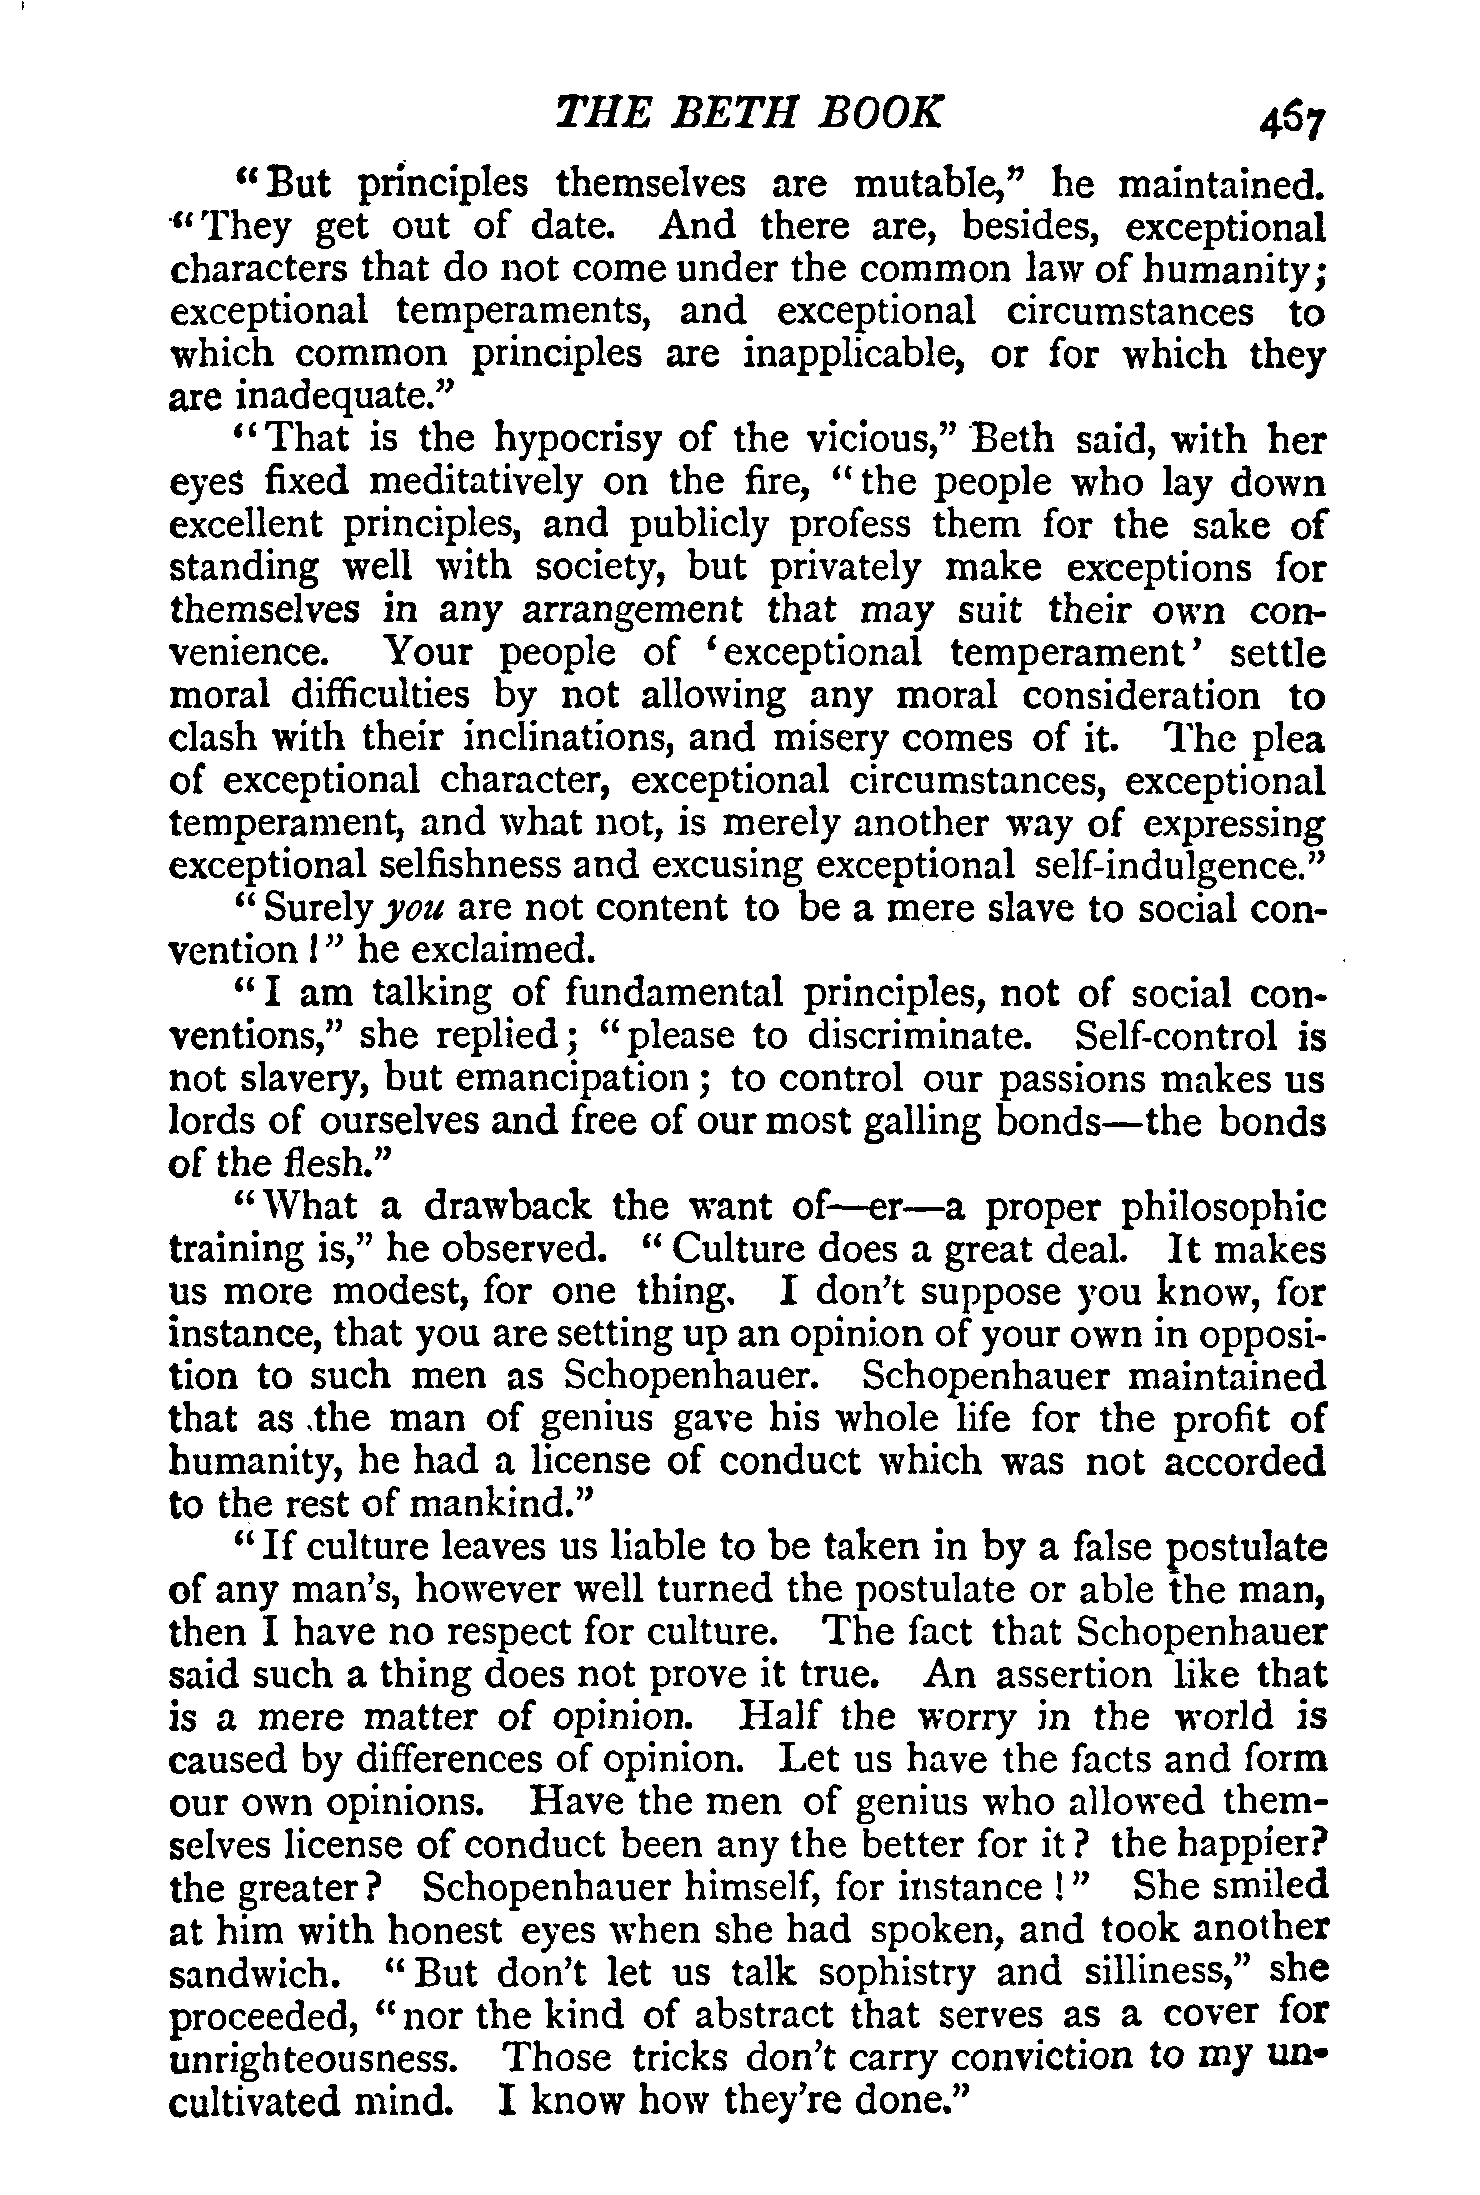 THE BETH BOOK 467
"But principles themselves are mutable," he maintained.
"They get out of date. And there are, besides, exceptional
characters that do not come under the common law of humanity;
exceptional temperaments, and exceptional circumstances to
which common principles are inapplicable, or for which they
are inadequate."
"That is the hypocrisy of the vicious," Beth said, with her
eyes fixed meditatively on the fire, "the people who lay down
excellent principles, and publicly profess them for the sake of
standing well with society, but privately make exceptions for
themselves in any arrangement that may suit their own con-
venience. Your people of 'exceptional temperament' settle
moral difficulties by not allowing any moral consideration to
clash with their inclinations, and misery comes of it. The plea
of exceptional character, exceptional circumstances, exceptional
temperament, and what not, is merely another way of expressing
exceptional selfishness and excusing exceptional self-indulgence."
"Surely you are not content to be a mere slave to social con-
vention!" he exclaimed.
"I am talking of fundamental principles, not of social con-
ventions," she replied; "please to discriminate. Self-control is
not slavery, but emancipation; to control our passions makes us
lords of ourselves and free of our most galling bonds—the bonds
of the flesh."
"What a drawback the want of—er—a proper philosophic
training is," he observed. "Culture does a great deal. It makes
us more modest, for one thing. I don't suppose you know, for
instance, that you are setting up an opinion of your own in opposi-
tion to such men as Schopenhauer. Schopenhauer maintained
that as the man of genius gave his whole life for the profit of
humanity, he had a license of conduct which was not accorded
to the rest of mankind."
"If culture leaves us liable to be taken in by a false postulate
of any man's, however well turned the postulate or able the man,
then I have no respect for culture. The fact that Schopenhauer
said such a thing does not prove it true. An assertion like that
is a mere matter of opinion. Half the worry in the world is
caused by differences of opinion. Let us have the facts and form
our own opinions. Have the men of genius who allowed them-
selves license of conduct been any the better for it? the happier?
the greater? Schopenhauer himself, for instance!" She smiled
at him with honest eyes when she had spoken, and took another
sandwich. "But don't let us talk sophistry and silliness," she
proceeded, "nor the kind of abstract that serves as a cover for
unrighteousness. Those tricks don't carry conviction to my un-
cultivated mind. I know how they're done."